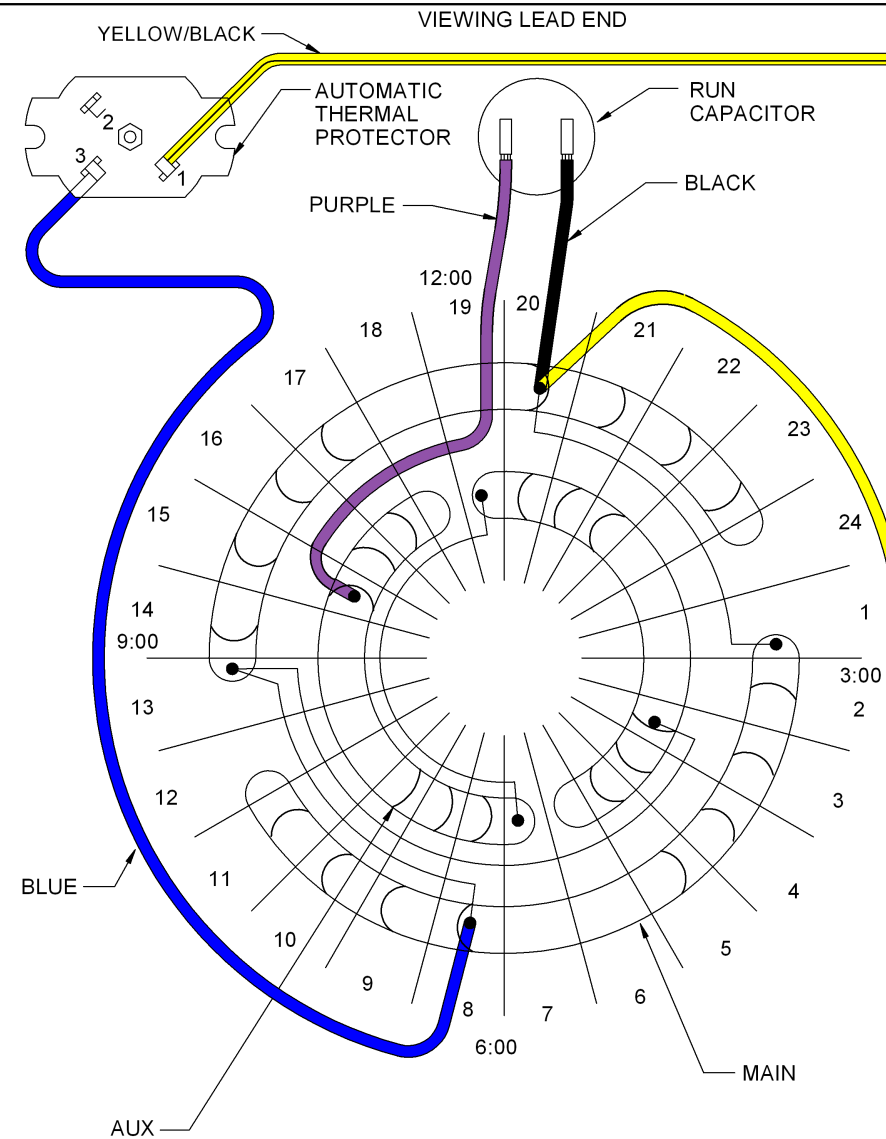 VIEWING LEAD END
YELLOW/BLACK
AUTOMATIC
THERMAL
PROTECTOR
RUN
CAPACITOR
2
3
1
BLACK
PURPLE
12:00
19
20
18
21
17
22
16
23
15
24
14
1
9:00
3:00
13
2
12
3
11
4
BLUE
10
5
9
6
8
7
6:00
MAIN
AUX